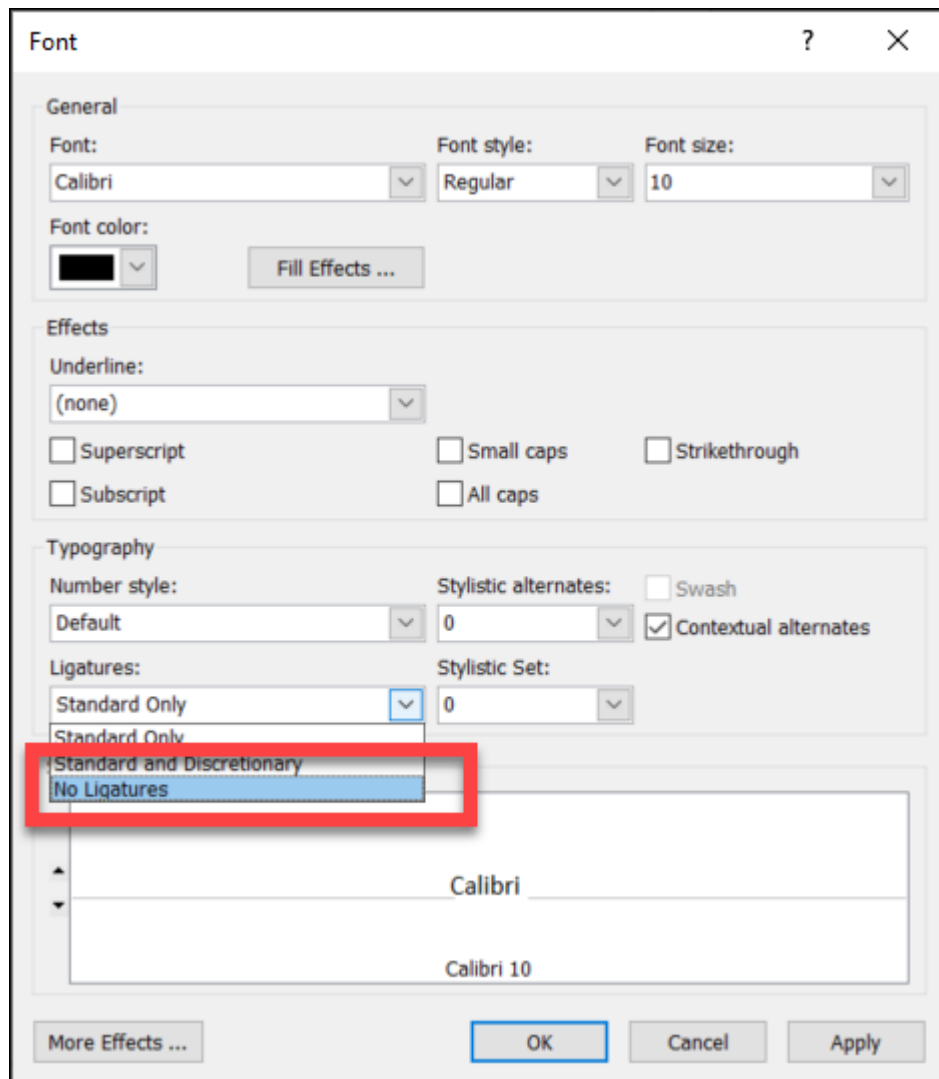 Font ?
General
Font: Font style: Font size:
Calibri Regular 10
Font color:
Fill Effects ...
Effects
Underline:
(none)
Superscript Small caps Strikethrough
Subscript All caps
Typography
Number style: Stylistic alternates: Swash
Default 0 Contextual alternates
Ligatures: Stylistic Set:
Standard Only 0
Standard Only
Standard and Discretionary
No Ligatures
Calibri
Calibri 10
More Effects ... OK Cancel Apply